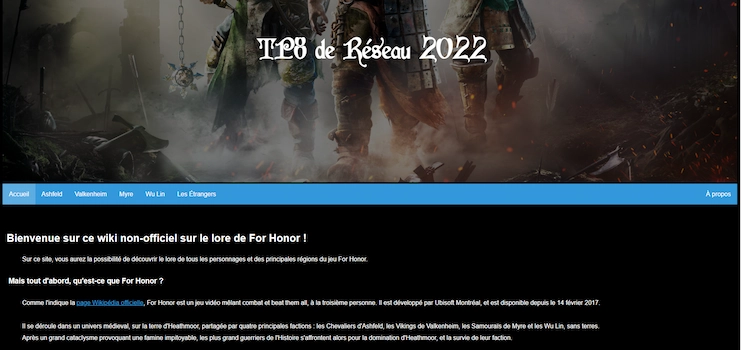 TP8 de Réseau 2022
Accueil Ashfeld Valkenheim Myre Wu Lin Les Étrangers À propos
Bienvenue sur ce wiki non-officiel sur le lore de For Honor !
Sur ce site, vous aurez la possibilité de découvrir le lore de tous les personnages et des principales régions du jeu For Honor.
Mais tout d'abord, qu'est-ce que For Honor ?
Comme l'indique la page Wikipédia officielle, For Honor est un jeu vidéo mêlant combat et beat them all, à la troisième personne. Il est développé par Ubisoft Montréal, et est disponible depuis le 14 février 2017.
Il se déroule dans un univers médiéval, sur la terre d'Heathmoor, partagée par quatre principales factions : les Chevaliers d'Ashfeld, les Vikings de Valkenheim, les Samouraïs de Myre et les Wu Lin, sans terres.
Après un grand cataclysme provoquant une famine impitoyable, les plus grand guerriers de l'Histoire s'affrontent alors pour la domination d'Heathmoor, et la survie de leur faction.